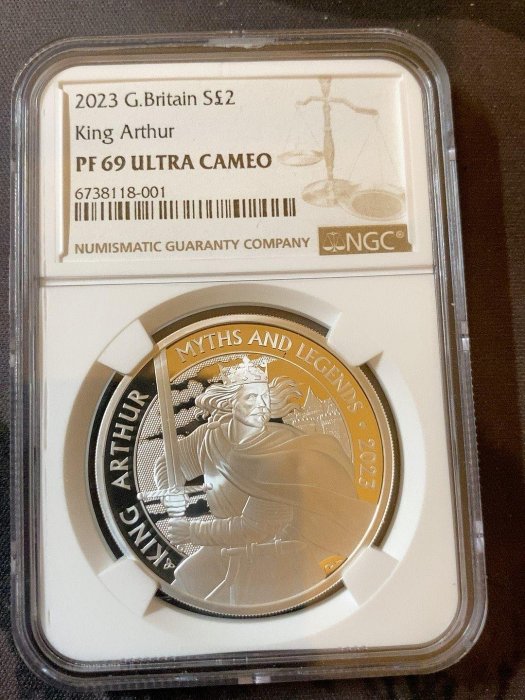 2023 G.Britain S£2
King Arthur
PF 69 ULTRA CAMEO
6738118-001
NUMISMATIC GUARANTY COMPANY
NGC®
KING ARTHUR
MYTHS AND LEGENDS · 2023